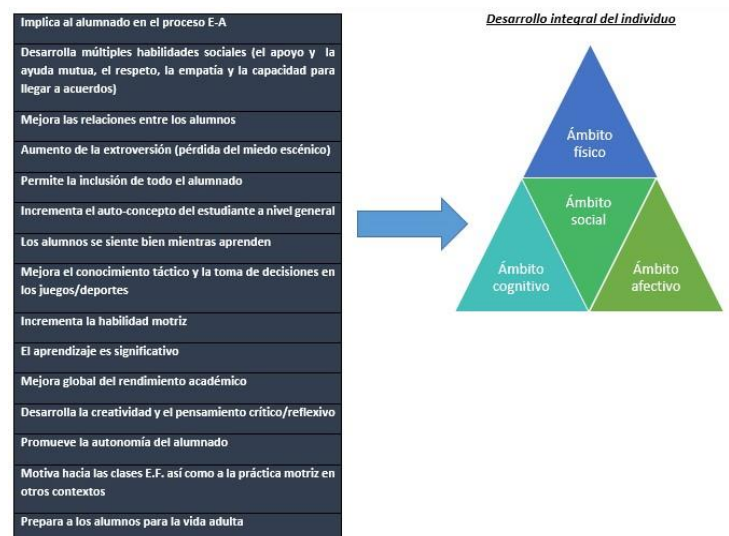 Implica al alumnado en el proceso E-A
Desarrolla múltiples habilidades sociales (el apoyo y la
ayuda mutua, el respeto, la empatía y la capacidad para
llegar a acuerdos)
Mejora las relaciones entre los alumnos
Aumento de la extroversión (pérdida del miedo escénico)
Permite la inclusión de todo el alumnado
Incrementa el auto-concepto del estudiante a nivel general
Los alumnos se siente bien mientras aprenden
Mejora el conocimiento táctico y la toma de decisiones en
los juegos/deportes
Incrementa la habilidad motriz
El aprendizaje es significativo
Mejora global del rendimiento académico
Desarrolla la creatividad y el pensamiento crítico/reflexivo
Promueve la autonomía del alumnado
Motiva hacia las clases E.F. así como a la práctica motriz en
otros contextos
Prepara a los alumnos para la vida adulta
Desarrollo integral del individuo
Ámbito
físico
Ámbito
social
Ámbito
cognitivo
Ámbito
afectivo